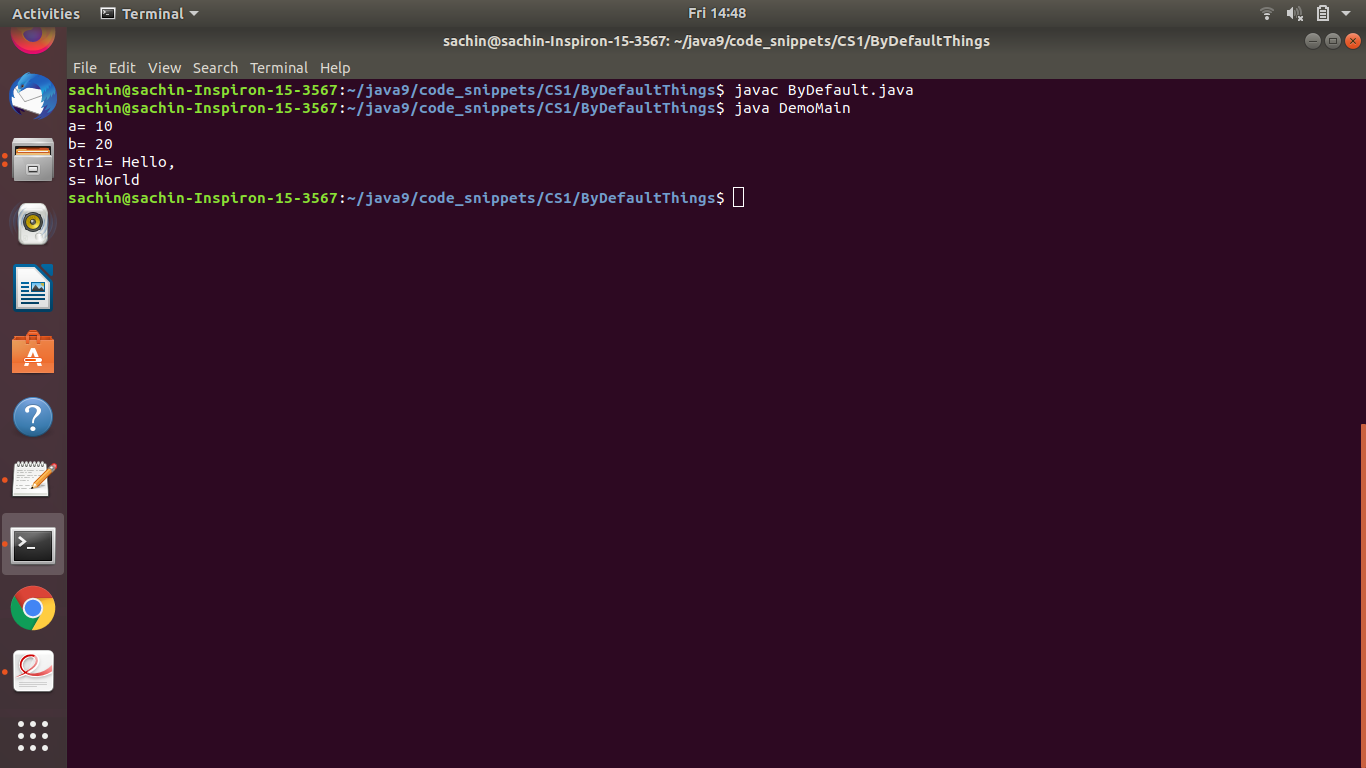 Activities Terminal Fri 14:48
sachin@sachin-Inspiron-15-3567: ~/java9/code_snippets/CS1/ByDefaultThings
File Edit View Search Terminal Help
sachin@sachin-Inspiron-15-3567:~/java9/code_snippets/CS1/ByDefaultThings$ javac ByDefault.java
sachin@sachin-Inspiron-15-3567:~/java9/code_snippets/CS1/ByDefaultThings$ java DemoMain
a= 10
b= 20
str1= Hello,
s= World
sachin@sachin-Inspiron-15-3567:~/java9/code_snippets/CS1/ByDefaultThings$